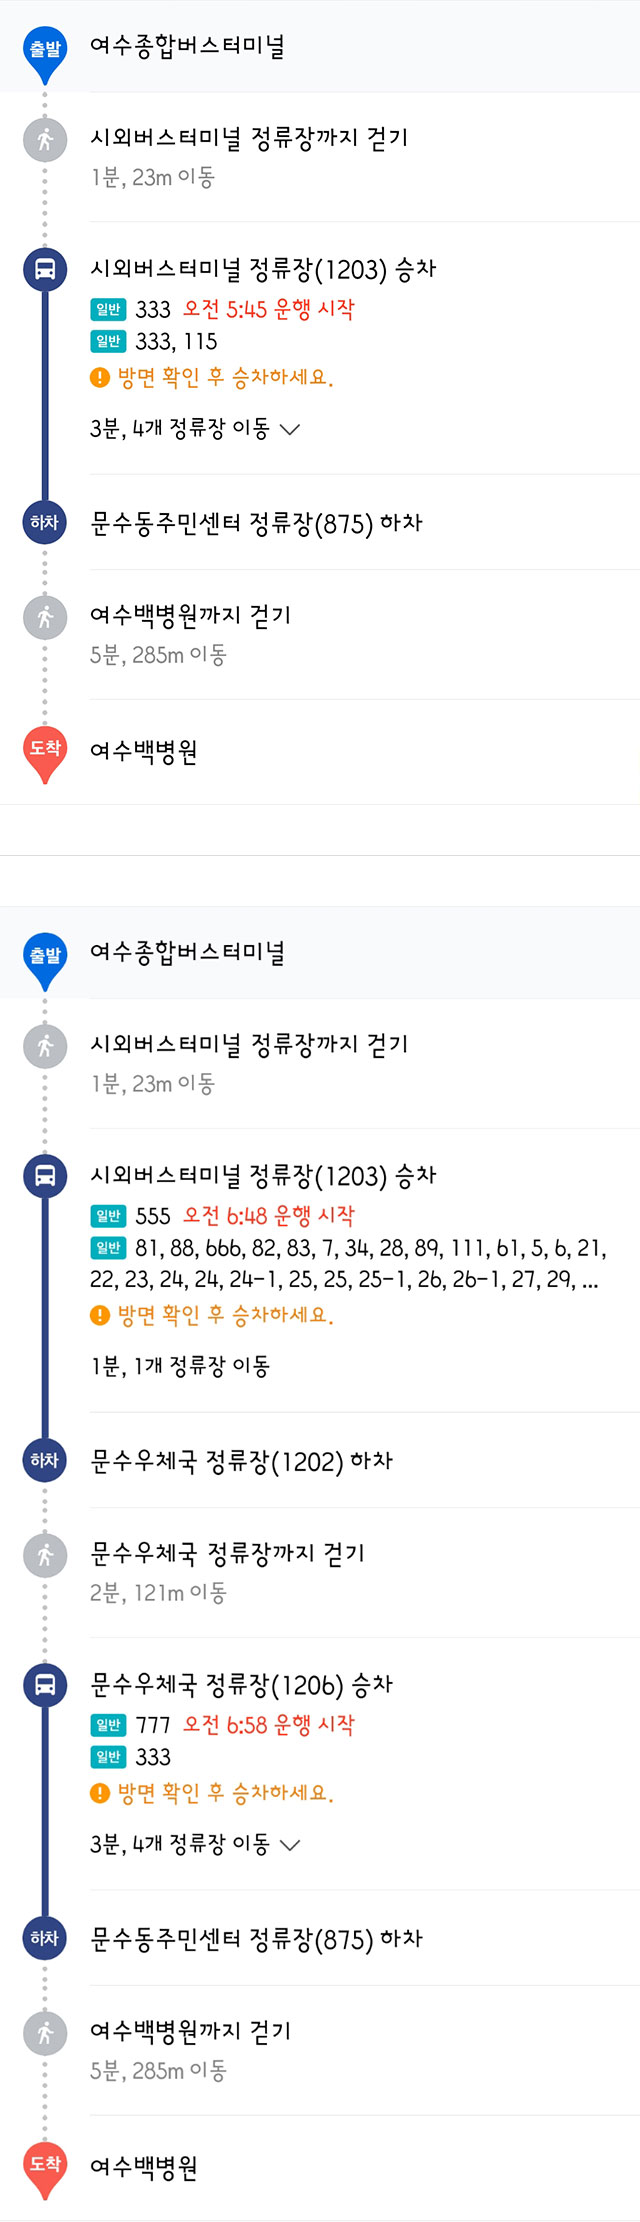 출발 여수종합버스터미널
시외버스터미널 정류장까지 걷기
1분, 23m 이동
시외버스터미널 정류장(1203) 승차
일반 333 오전 5:45 운행 시작
일반 333, 115
! 방면 확인 후 승차하세요.
3분, 4개 정류장 이동
하차 문수동주민센터 정류장(875) 하차
여수백병원까지 걷기
5분, 285m 이동
도착 여수백병원
출발 여수종합버스터미널
시외버스터미널 정류장까지 걷기
1분, 23m 이동
시외버스터미널 정류장(1203) 승차
일반 555 오전 6:48 운행 시작
일반 81, 88, 666, 82, 83, 7, 34, 28, 89, 111, 61, 5, 6, 21,
22, 23, 24, 24, 24-1, 25, 25, 25-1, 26, 26-1, 27, 29, ...
! 방면 확인 후 승차하세요.
1분, 1개 정류장 이동
하차 문수우체국 정류장(1202) 하차
문수우체국 정류장까지 걷기
2분, 121m 이동
문수우체국 정류장(1206) 승차
일반 777 오전 6:58 운행 시작
일반 333
! 방면 확인 후 승차하세요.
3분, 4개 정류장 이동
하차 문수동주민센터 정류장(875) 하차
여수백병원까지 걷기
5분, 285m 이동
도착 여수백병원